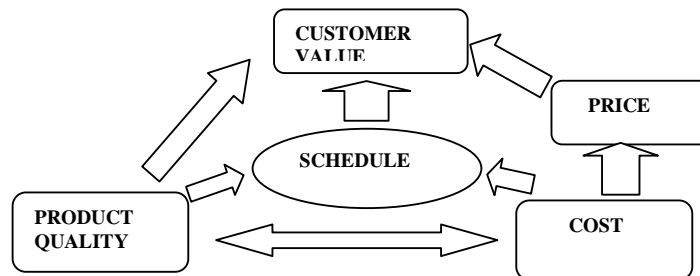 CUSTOMER
VALUE
PRICE
SCHEDULE
PRODUCT
QUALITY
COST